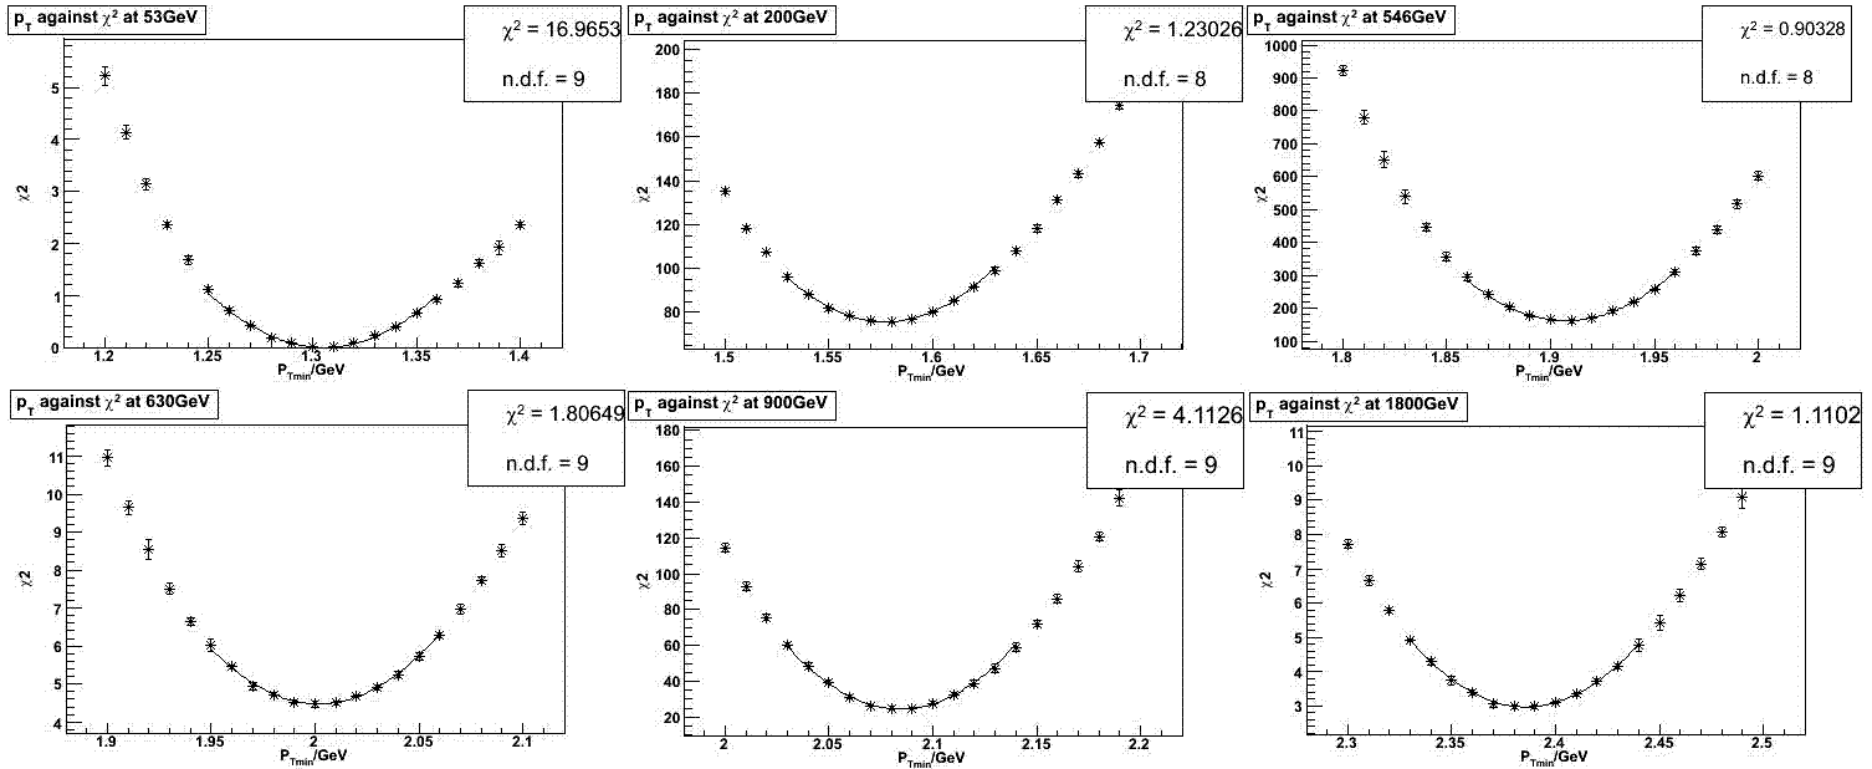 p_T against χ² at 53GeV
χ² = 16.9653
n.d.f. = 9
χ2
5
4
3
2
1
0
1.2 1.25 1.3 1.35 1.4
P_Tmin/GeV
p_T against χ² at 200GeV
χ² = 1.23026
n.d.f. = 8
χ2
200
180
160
140
120
100
80
1.5 1.55 1.6 1.65 1.7
P_Tmin/GeV
p_T against χ² at 546GeV
χ² = 0.90328
n.d.f. = 8
χ2
1000
900
800
700
600
500
400
300
200
100
1.8 1.85 1.9 1.95 2
P_Tmin/GeV
p_T against χ² at 630GeV
χ² = 1.80649
n.d.f. = 9
χ2
11
10
9
8
7
6
5
4
1.9 1.95 2 2.05 2.1
P_Tmin/GeV
p_T against χ² at 900GeV
χ² = 4.1126
n.d.f. = 9
χ2
180
160
140
120
100
80
60
40
20
2 2.05 2.1 2.15 2.2
P_Tmin/GeV
p_T against χ² at 1800GeV
χ² = 1.1102
n.d.f. = 9
χ2
11
10
9
8
7
6
5
4
3
2.3 2.35 2.4 2.45 2.5
P_Tmin/GeV